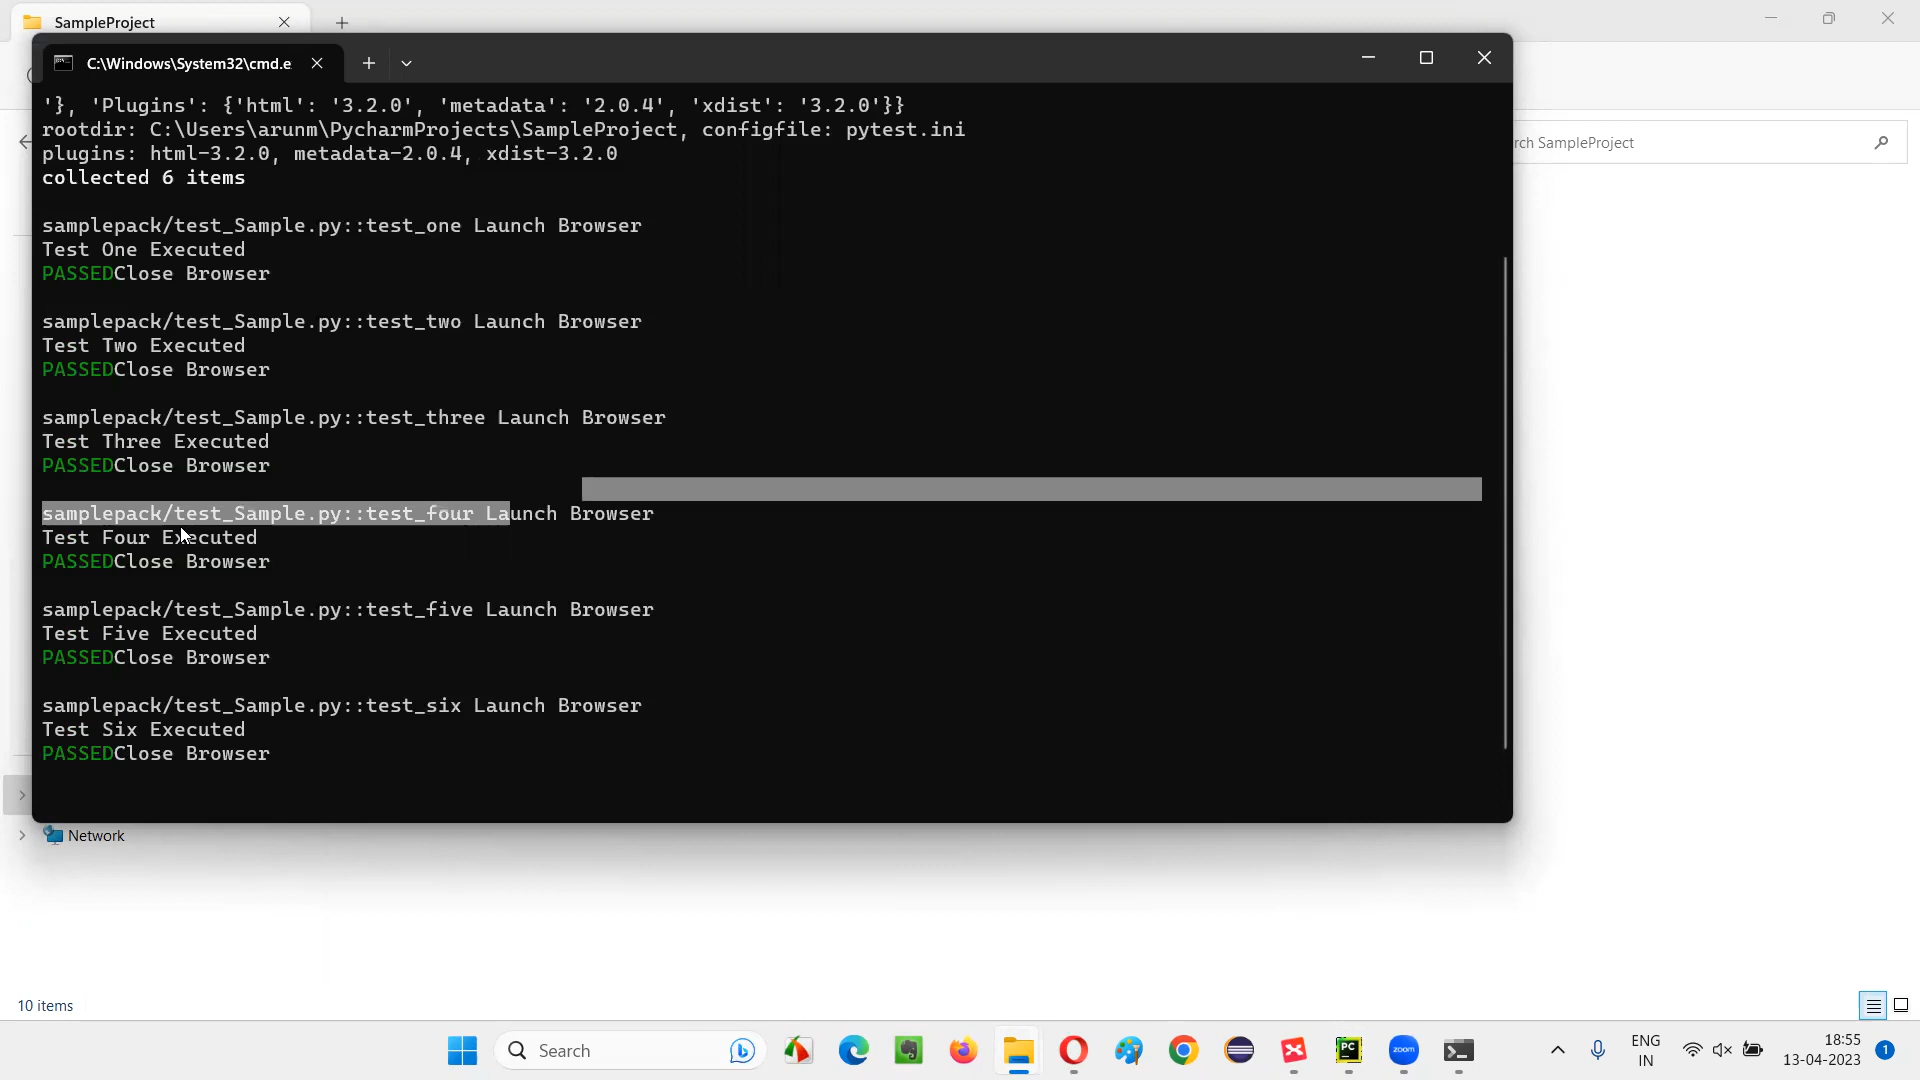 SampleProject
C:\Windows\System32\cmd.e
'}, 'Plugins': {'html': '3.2.0', 'metadata': '2.0.4', 'xdist': '3.2.0'}}
rootdir: C:\Users\arunm\PycharmProjects\SampleProject, configfile: pytest.ini
plugins: html-3.2.0, metadata-2.0.4, xdist-3.2.0
collected 6 items
samplepack/test_Sample.py::test_one Launch Browser
Test One Executed
PASSEDClose Browser
samplepack/test_Sample.py::test_two Launch Browser
Test Two Executed
PASSEDClose Browser
samplepack/test_Sample.py::test_three Launch Browser
Test Three Executed
PASSEDClose Browser
samplepack/test_Sample.py::test_four Launch Browser
Test Four Executed
PASSEDClose Browser
samplepack/test_Sample.py::test_five Launch Browser
Test Five Executed
PASSEDClose Browser
samplepack/test_Sample.py::test_six Launch Browser
Test Six Executed
PASSEDClose Browser
rch SampleProject
Network
10 items
Search
PC
zoom
ENG
IN
18:55
13-04-2023
1